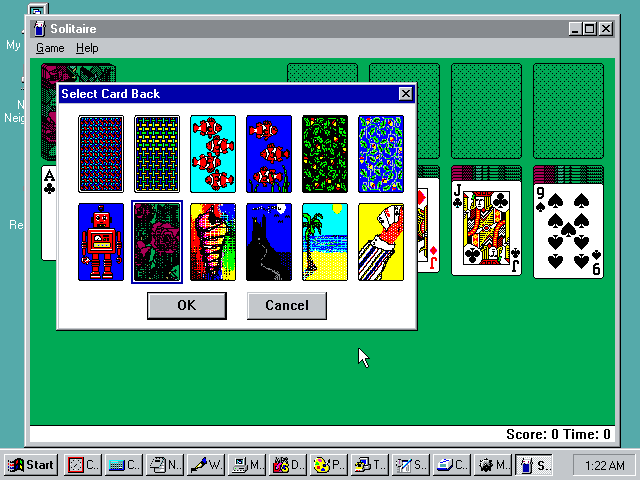 My
Solitaire
Game Help
N
Neig
Re
Select Card Back
OK Cancel
A
J
J
9
9
Score: 0 Time: 0
Start C.. C.. N.. W.. M.. D.. P.. T.. S.. C.. M.. S.. 1:22 AM